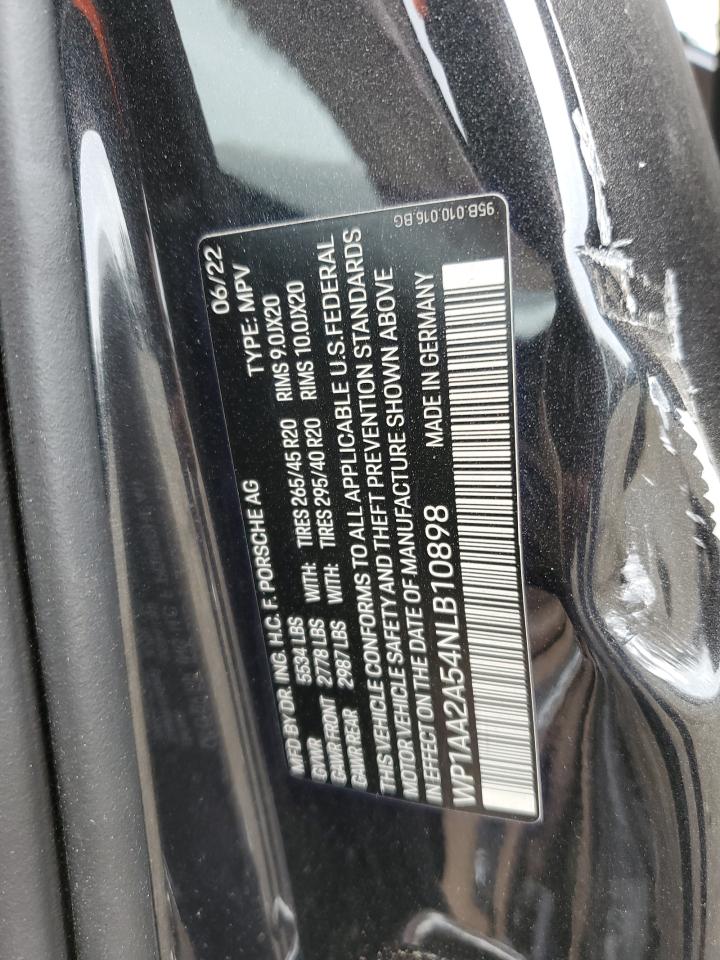 95B.010.016.BG
MFD BY DR. ING. H.C. F. PORSCHE AG 06/22
TYPE: MPV
GVWR 5534 LBS
GAWR FRONT 2778 LBS WITH: TIRES 265/45 R20 RIMS 9.0JX20
GAWR REAR 2987 LBS WITH: TIRES 295/40 R20 RIMS 10.0JX20
THIS VEHICLE CONFORMS TO ALL APPLICABLE U.S. FEDERAL
MOTOR VEHICLE SAFETY AND THEFT PREVENTION STANDARDS
IN EFFECT ON THE DATE OF MANUFACTURE SHOWN ABOVE
WP1AA2A54NLB10898 MADE IN GERMANY